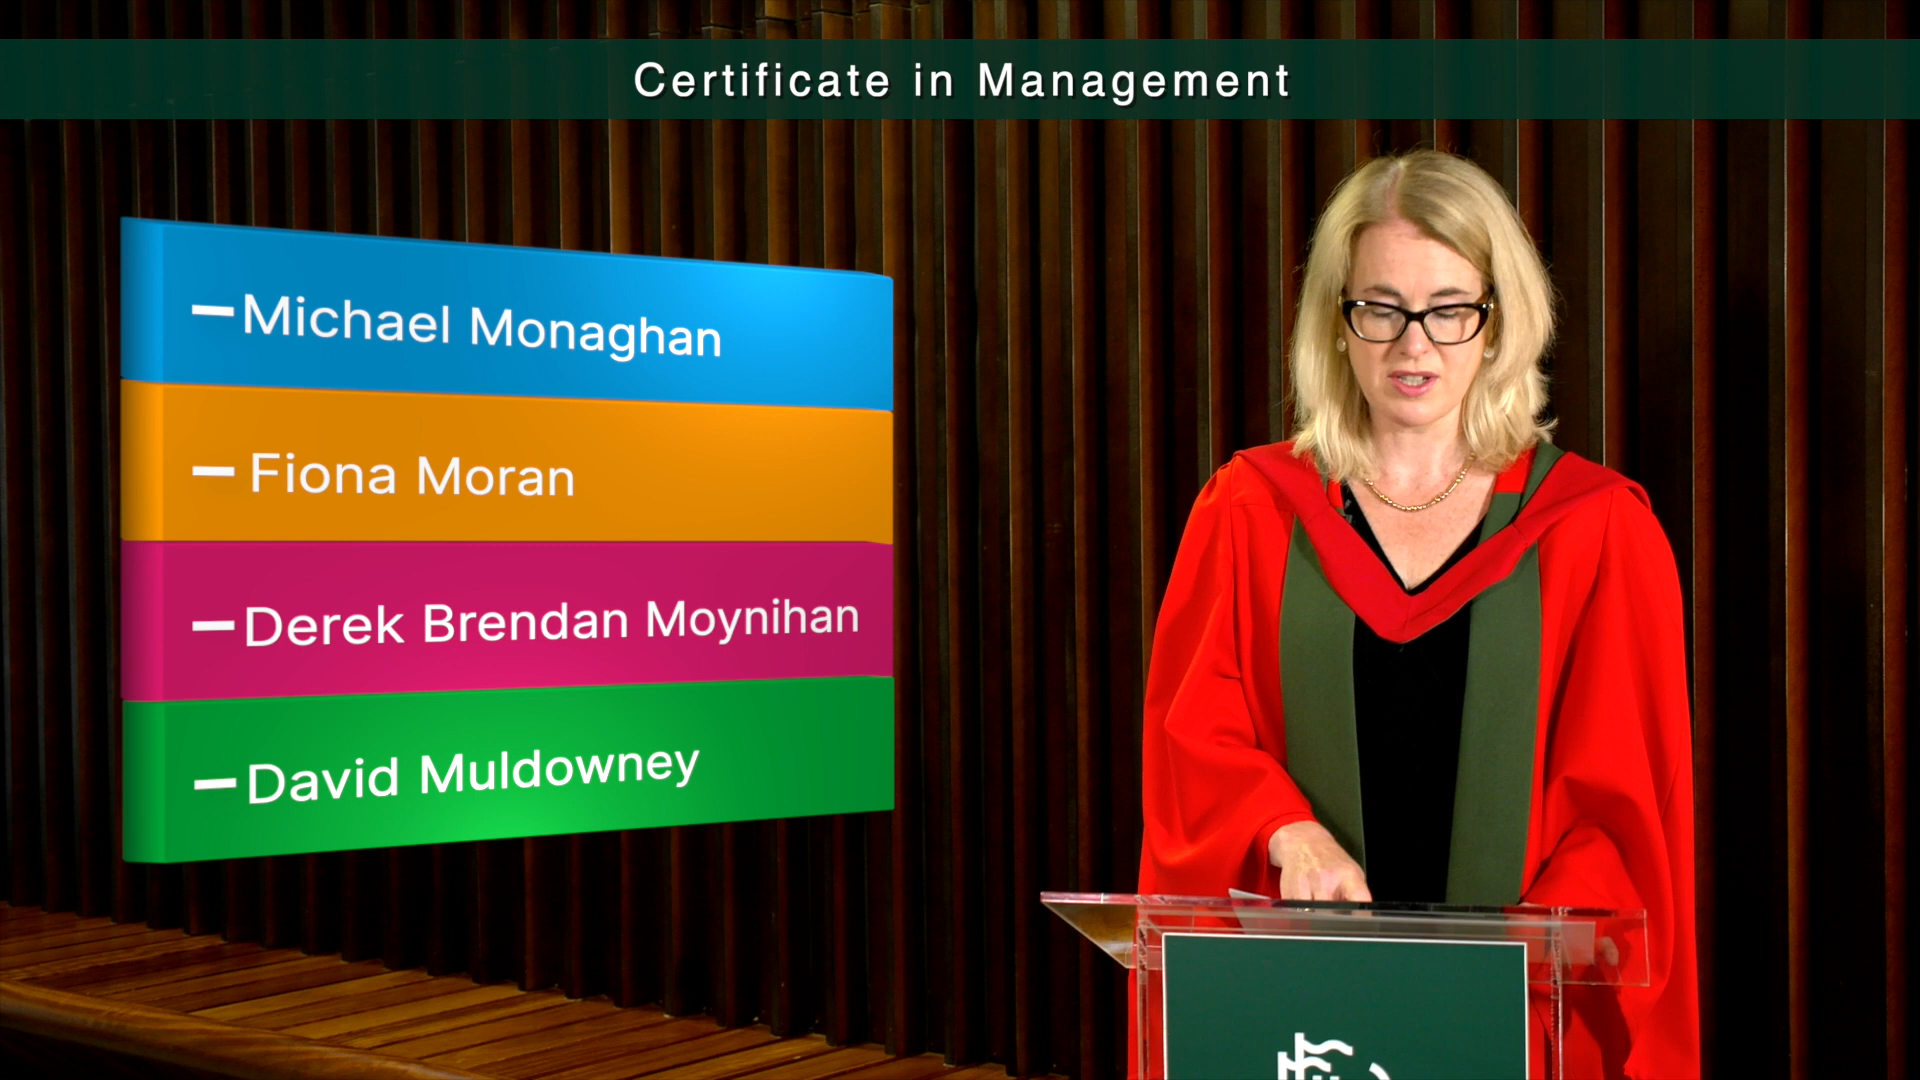 Certificate in Management
Michael Monaghan
Fiona Moran
Derek Brendan Moynihan
David Muldowney